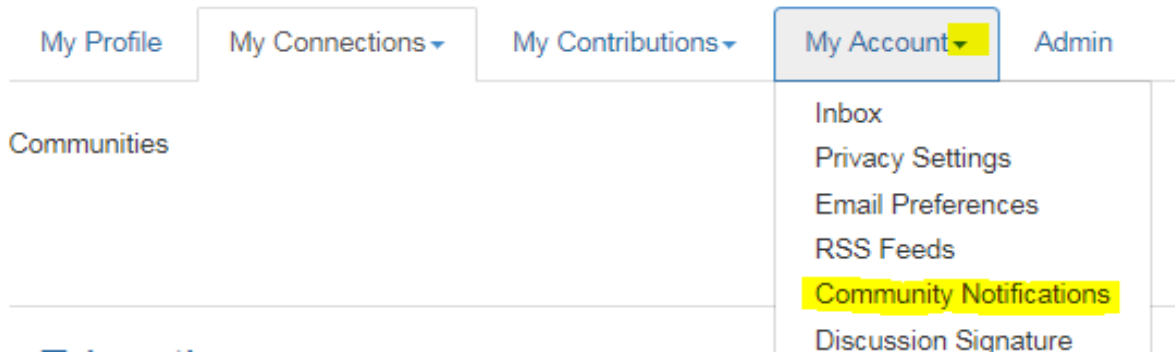 My Profile My Connections My Contributions My Account Admin
Communities
Inbox
Privacy Settings
Email Preferences
RSS Feeds
Community Notifications
Discussion Signature